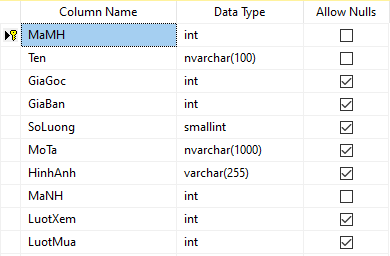 Column Name Data Type Allow Nulls
MaMH int
Ten nvarchar(100)
GiaGoc int
GiaBan int
SoLuong smallint
MoTa nvarchar(1000)
HinhAnh varchar(255)
MaNH int
LuotXem int
LuotMua int